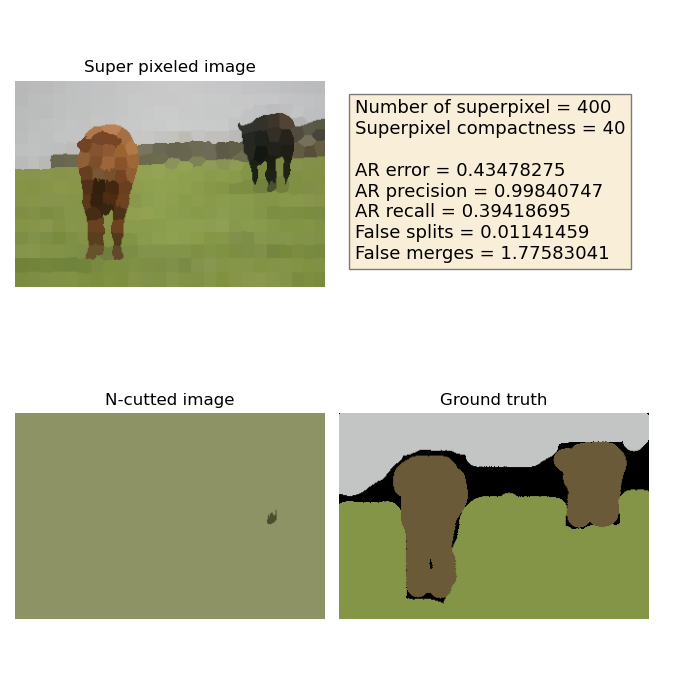 Super pixeled image
Number of superpixel = 400
Superpixel compactness = 40
AR error = 0.43478275
AR precision = 0.99840747
AR recall = 0.39418695
False splits = 0.01141459
False merges = 1.77583041
N-cutted image
Ground truth